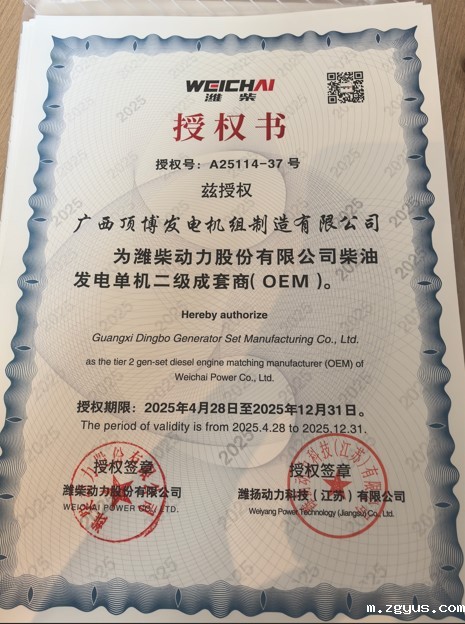 WEICHAI
潍柴
授权书
授权号：A25114-37 号
兹授权
广西顶博发电机组制造有限公司
为潍柴动力股份有限公司柴油
发电单机二级成套商( OEM )。
Hereby authorize
Guangxi Dingbo Generator Set Manufacturing Co., Ltd.
as the tier 2 gen-set diesel engine matching manufacturer (OEM) of
Weichai Power Co., Ltd.
授权期限：2025年4月28日至2025年12月31日。
The period of validity is from 2025.4.28 to 2025.12.31.
授权签章 授权签章
潍柴动力股份有限公司 潍扬动力科技（江苏）有限公司
WEICHAI POWER CO., LTD. Weiyang Power Technology (Jiangsu) Co., Ltd.
2025
m.zgyus.com